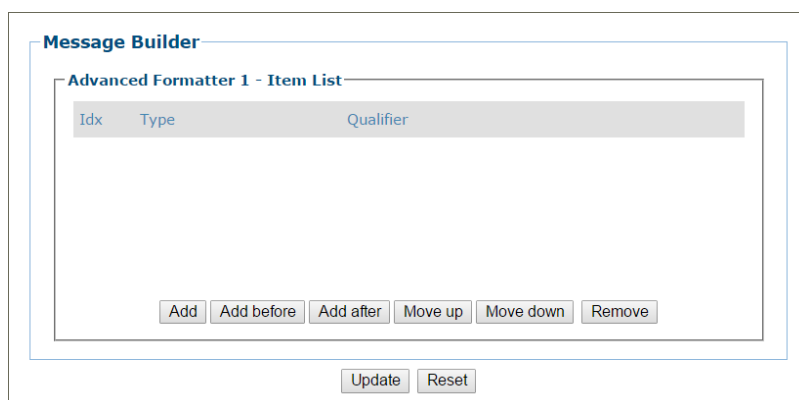 Message Builder
Advanced Formatter 1 - Item List
Idx Type Qualifier
Add Add before Add after Move up Move down Remove
Update Reset